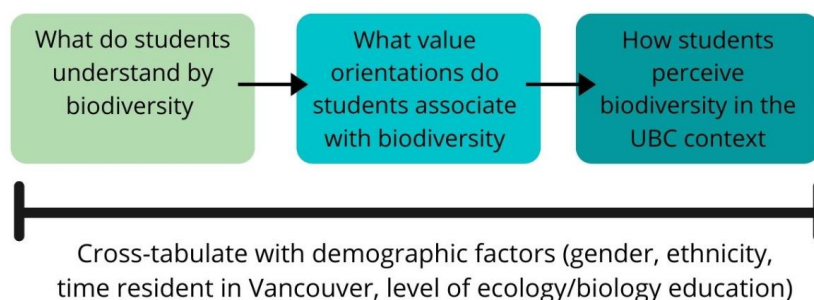 What do students
understand by
biodiversity
What value
orientations do
students associate
with biodiversity
How students
perceive
biodiversity in the
UBC context
Cross-tabulate with demographic factors (gender, ethnicity,
time resident in Vancouver, level of ecology/biology education)